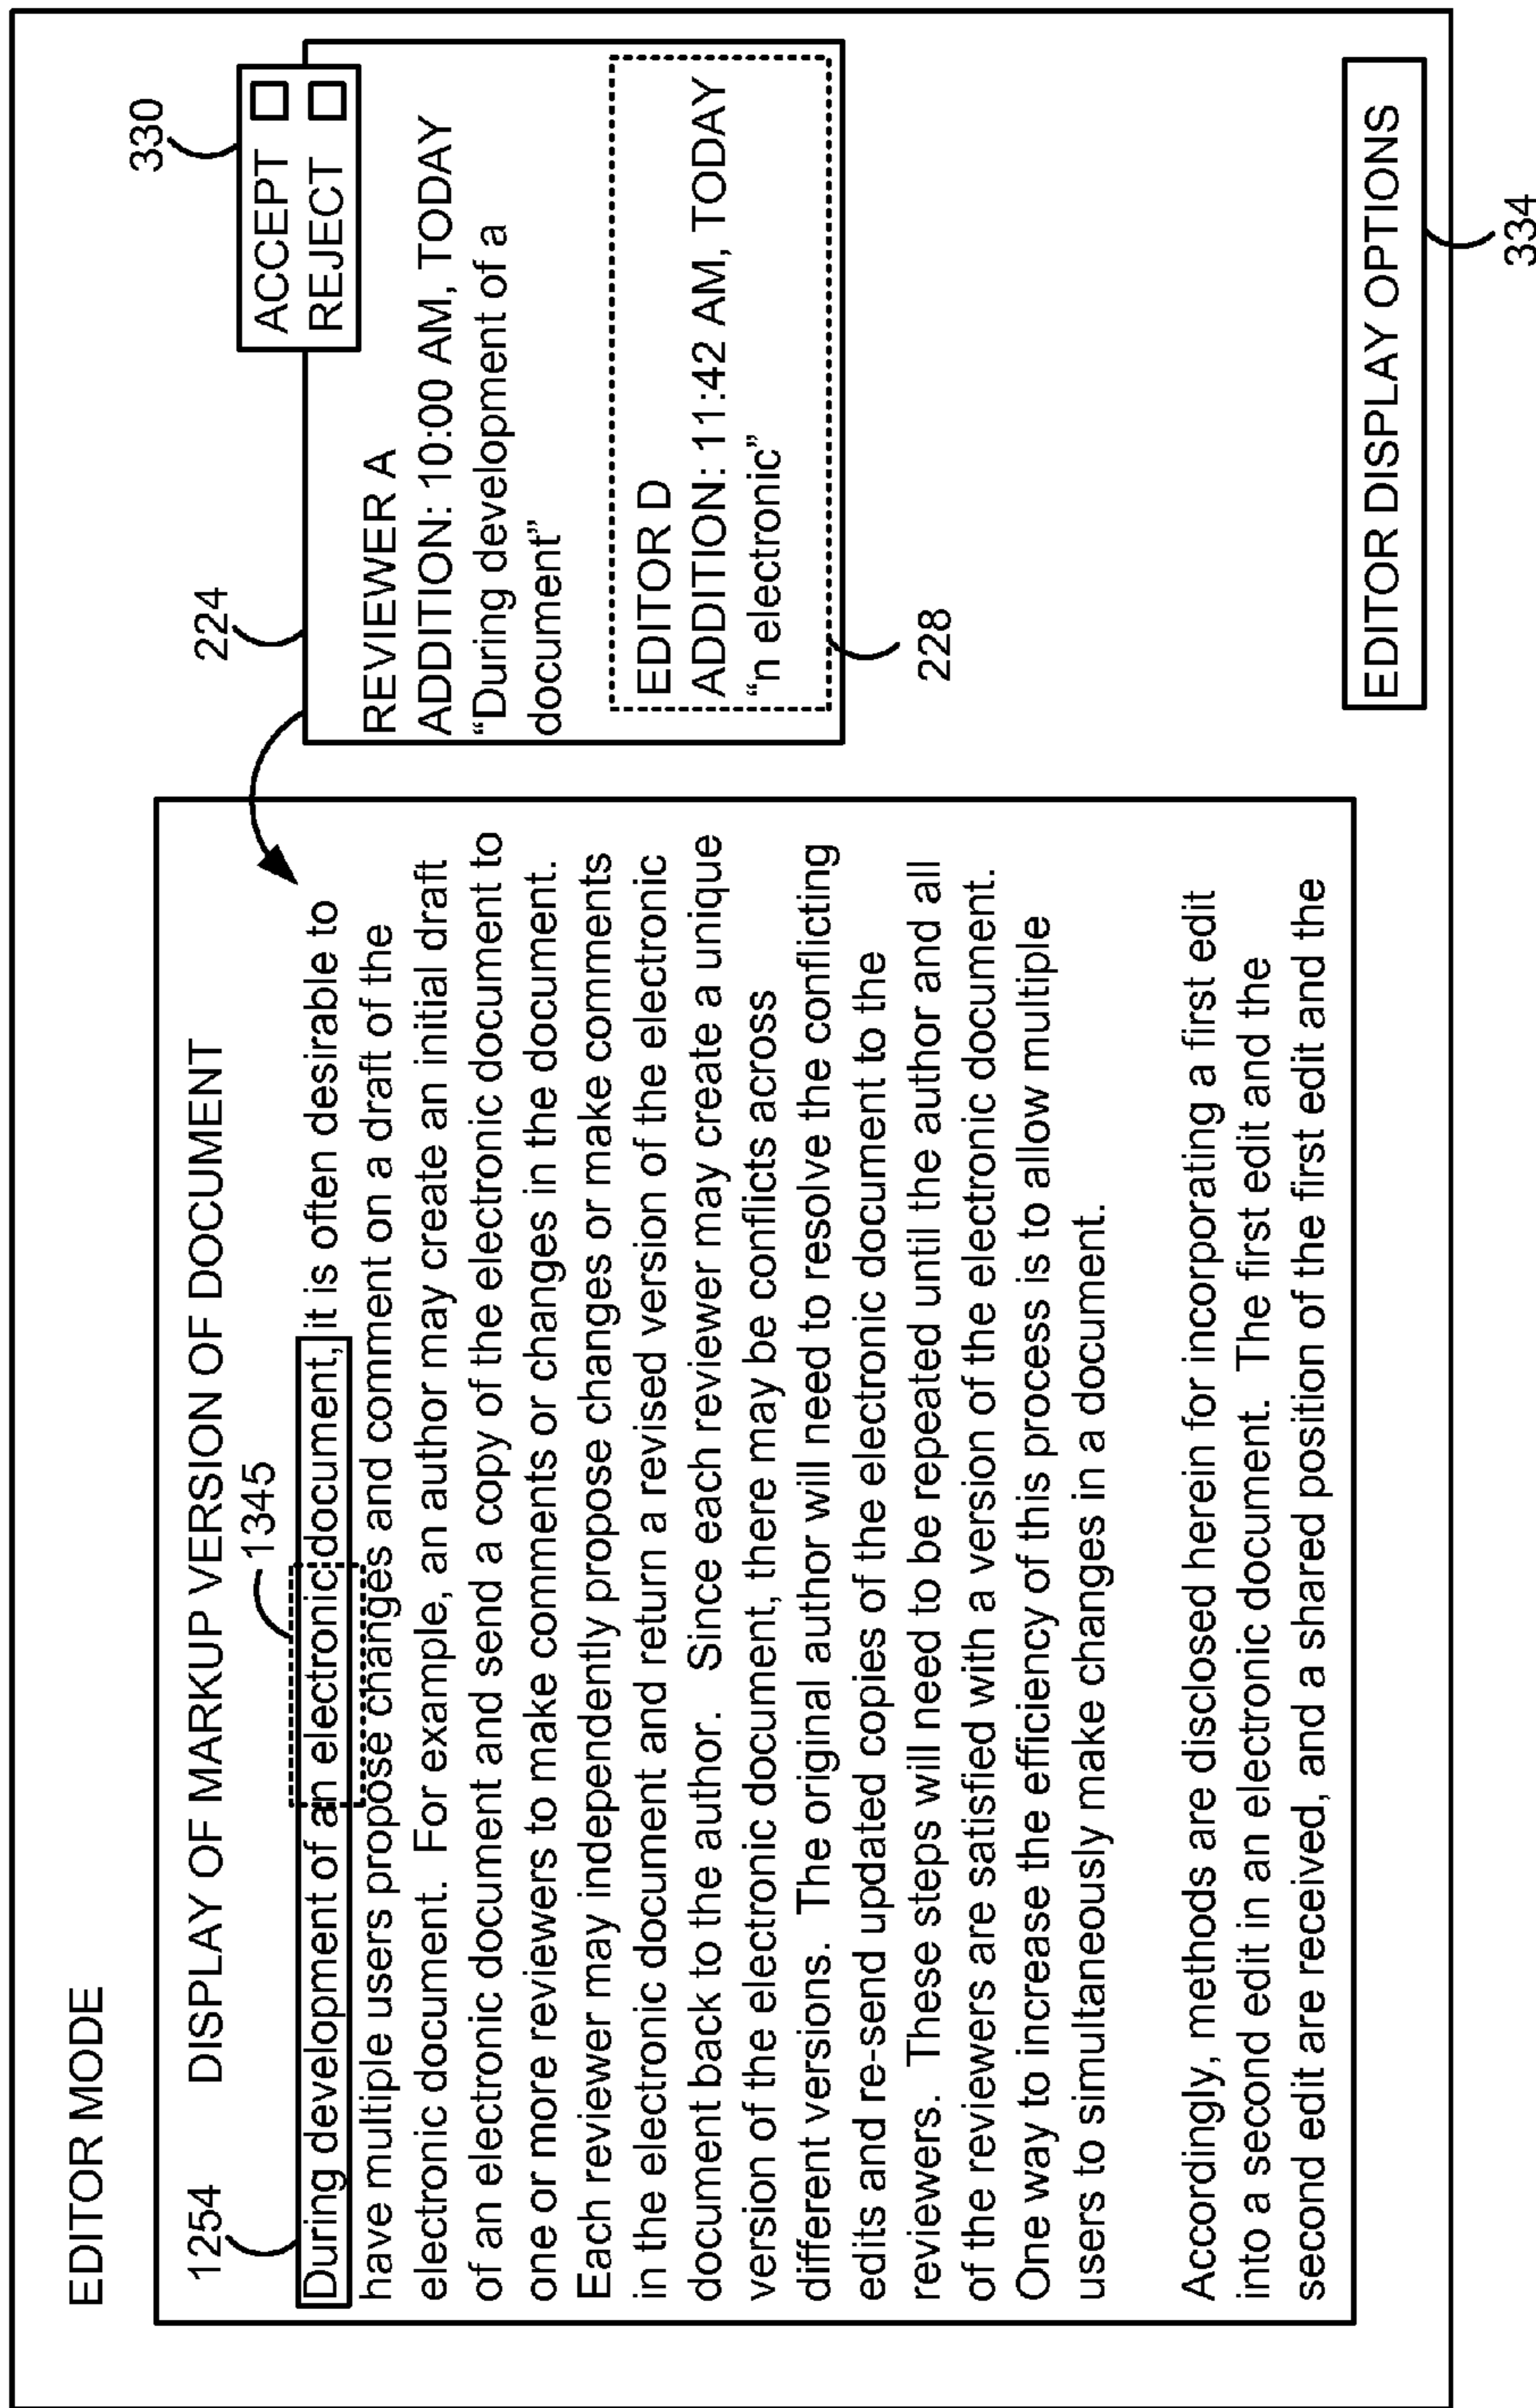 EDITOR MODE
1254
DISPLAY OF MARKUP VERSION OF DOCUMENT
1345
During development of an electronic document, it is often desirable to
have multiple users propose changes and comment on a draft of the
electronic document. For example, an author may create an initial draft
of an electronic document and send a copy of the electronic document to
one or more reviewers to make comments or changes in the document.
Each reviewer may independently propose changes or make comments
in the electronic document and return a revised version of the electronic
document back to the author. Since each reviewer may create a unique
version of the electronic document, there may be conflicts across
different versions. The original author will need to resolve the conflicting
edits and re-send updated copies of the electronic document to the
reviewers. These steps will need to be repeated until the author and all
of the reviewers are satisfied with a version of the electronic document.
One way to increase the efficiency of this process is to allow multiple
users to simultaneously make changes in a document.
Accordingly, methods are disclosed herein for incorporating a first edit
into a second edit in an electronic document. The first edit and the
second edit are received, and a shared position of the first edit and the
330
ACCEPT
REJECT
224
REVIEWER A
ADDITION: 10:00 AM, TODAY
“During development of a
document”
EDITOR D
ADDITION: 11:42 AM, TODAY
“n electronic”
228
EDITOR DISPLAY OPTIONS
334